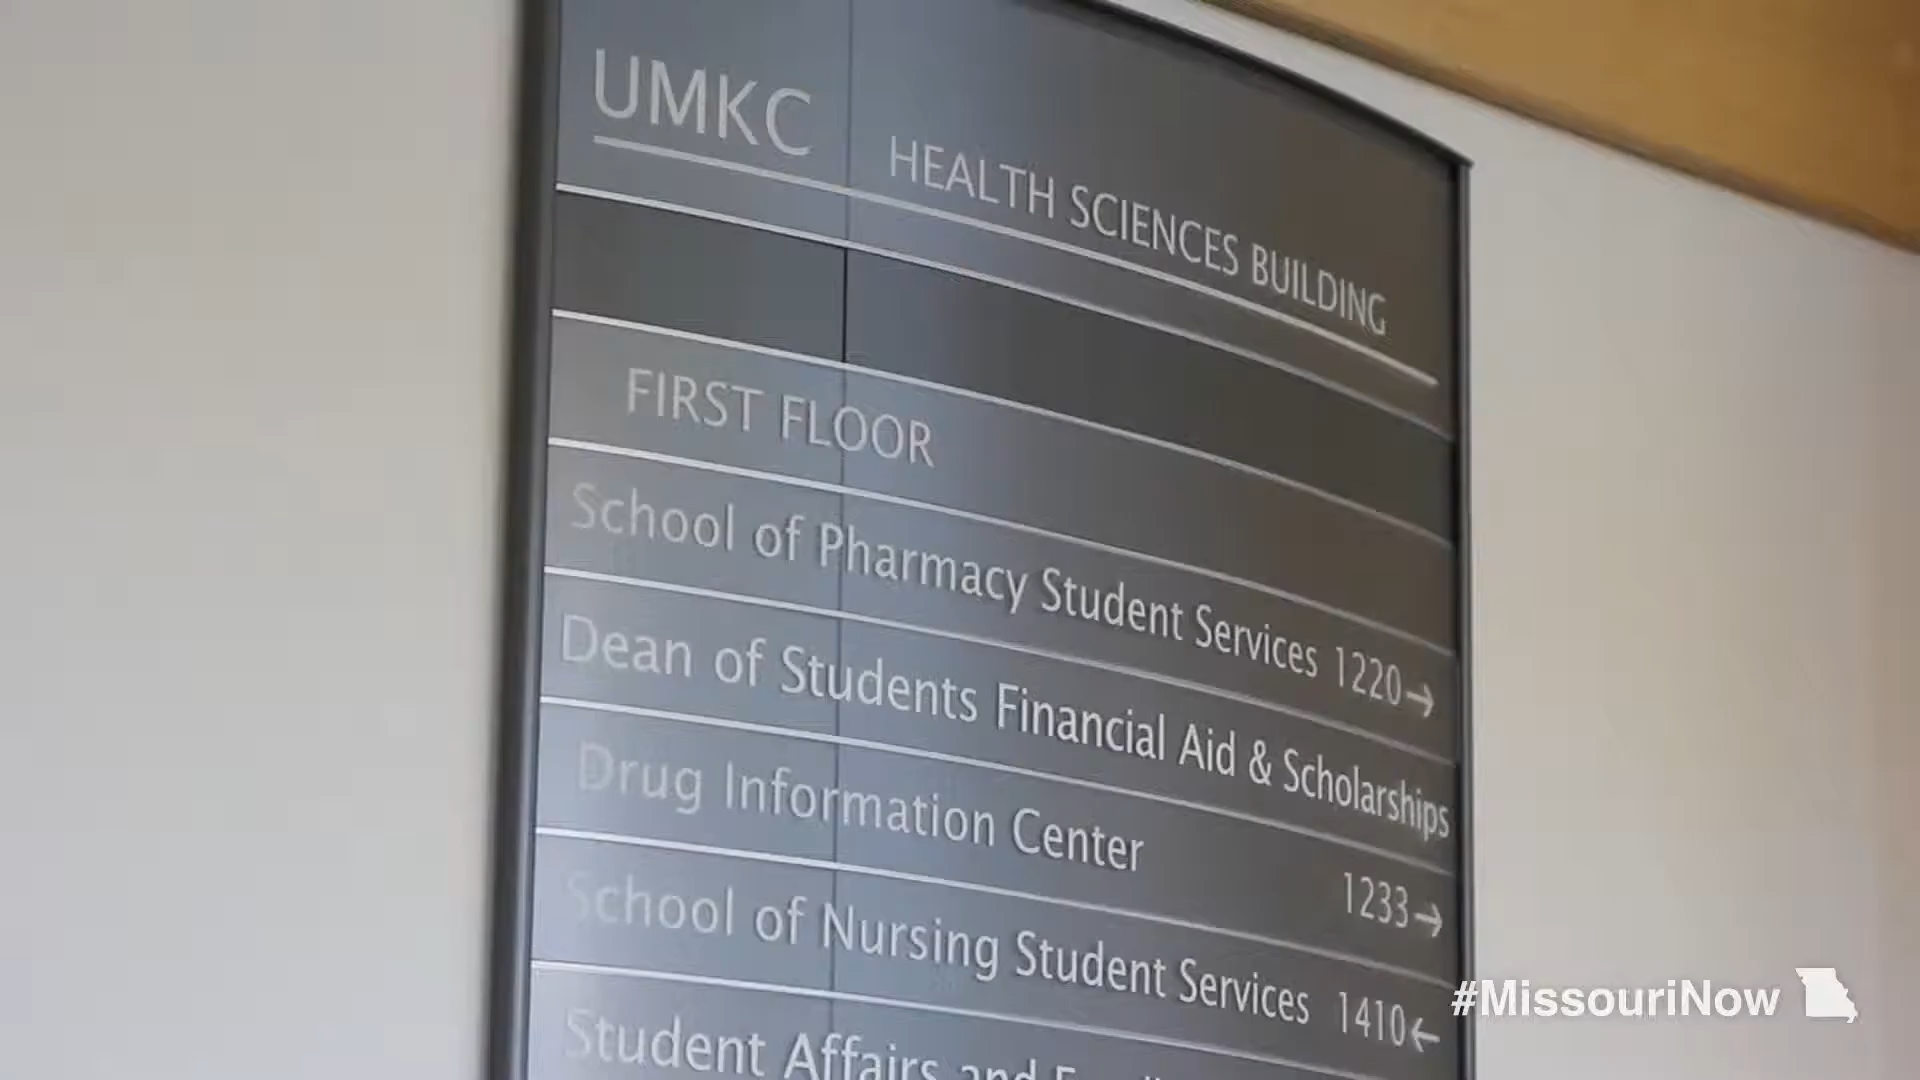 UMKC HEALTH SCIENCES BUILDING
FIRST FLOOR
School of Pharmacy Student Services 1220→
Dean of Students Financial Aid & Scholarships
Drug Information Center 1233→
School of Nursing Student Services 1410←
Student Affairs and
#MissouriNow